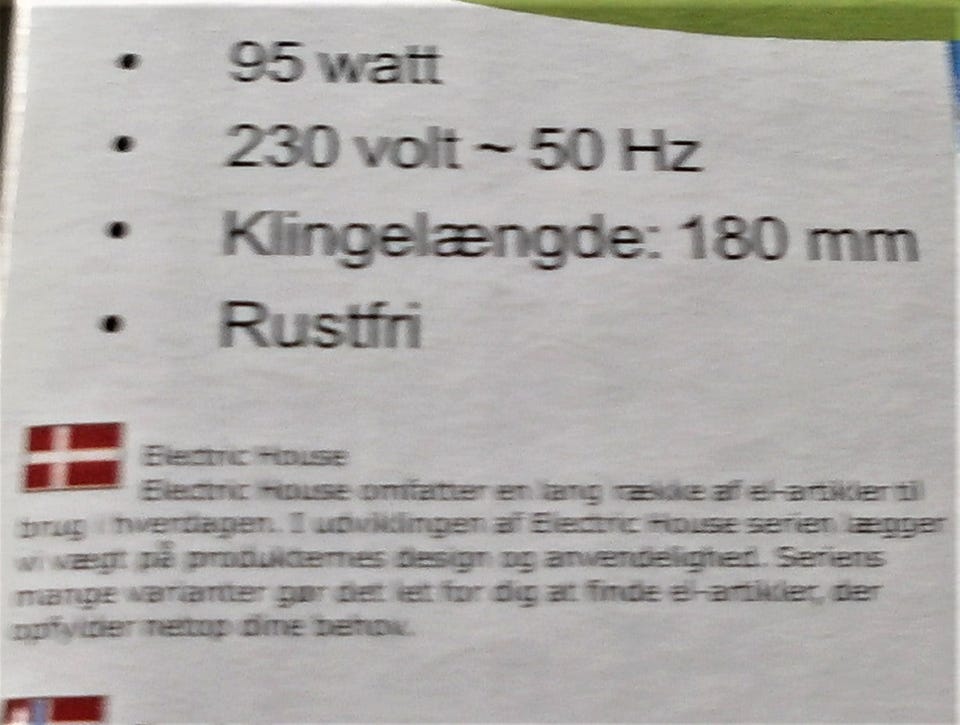 • 95 watt
• 230 volt ~ 50 Hz
• Klingelængde: 180 mm
• Rustfri
Electric House
Electric House omfatter en lang række af el-artikler til
brug i hverdagen. I udviklingen af Electric House serien lægger
vi vægt på produkternes design og anvendelighed. Seriens
mange varianter gør det let for dig at finde el-artikler, der
opfylder netop dine behov.